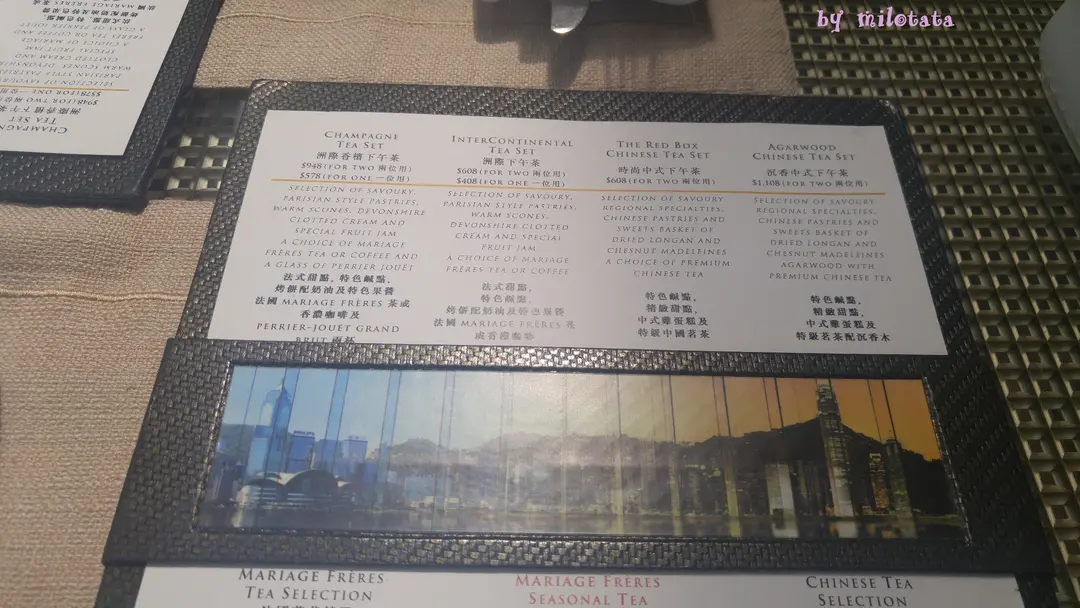 by milotata
CHAMPAGNE
TEA SET
洲際香檳下午茶
$948(FOR TWO 兩位用)
$578(FOR ONE 一位用)
SELECTION OF SAVOURY,
PARISIAN STYLE PASTRIES,
WARM SCONES, DEVONSHIRE
CLOTTED CREAM AND
SPECIAL FRUIT JAM
A CHOICE OF MARIAGE
FRÈRES TEA OR COFFEE AND
A GLASS OF PERRIER JOUËT
法式甜點, 特色鹹點,
烤餅配奶油及特色果醬
法國 MARIAGE FRÈRES 茶或
香濃咖啡及
PERRIER-JOUËT GRAND
BRUT 兩杯
INTERCONTINENTAL
TEA SET
洲際下午茶
$608(FOR TWO 兩位用)
$408(FOR ONE 一位用)
SELECTION OF SAVOURY,
PARISIAN STYLE PASTRIES,
WARM SCONES,
DEVONSHIRE CLOTTED
CREAM AND SPECIAL
FRUIT JAM
A CHOICE OF MARIAGE
FRÈRES TEA OR COFFEE
法式甜點,
特色鹹點,
烤餅配奶油及特色果醬
法國 MARIAGE FRÈRES 茶
或香濃咖啡
THE RED BOX
CHINESE TEA SET
時尚中式下午茶
$608(FOR TWO 兩位用)
SELECTION OF SAVOURY
REGIONAL SPECIALTIES,
CHINESE PASTRIES AND
SWEETS BASKET OF
DRIED LONGAN AND
CHESNUT MADELEINES
A CHOICE OF PREMIUM
CHINESE TEA
特色鹹點,
精緻甜點,
中式雞蛋糕及
特級中國茗茶
AGARWOOD
CHINESE TEA SET
沉香中式下午茶
$1,108(FOR TWO 兩位用)
SELECTION OF SAVOURY
REGIONAL SPECIALTIES,
CHINESE PASTRIES AND
SWEETS BASKET OF
DRIED LONGAN AND
CHESNUT MADELEINES
AGARWOOD WITH
PREMIUM CHINESE TEA
特色鹹點,
精緻甜點,
中式雞蛋糕及
特級茗茶配沉香木
MARIAGE FRÈRES
TEA SELECTION
MARIAGE FRÈRES
SEASONAL TEA
CHINESE TEA
SELECTION